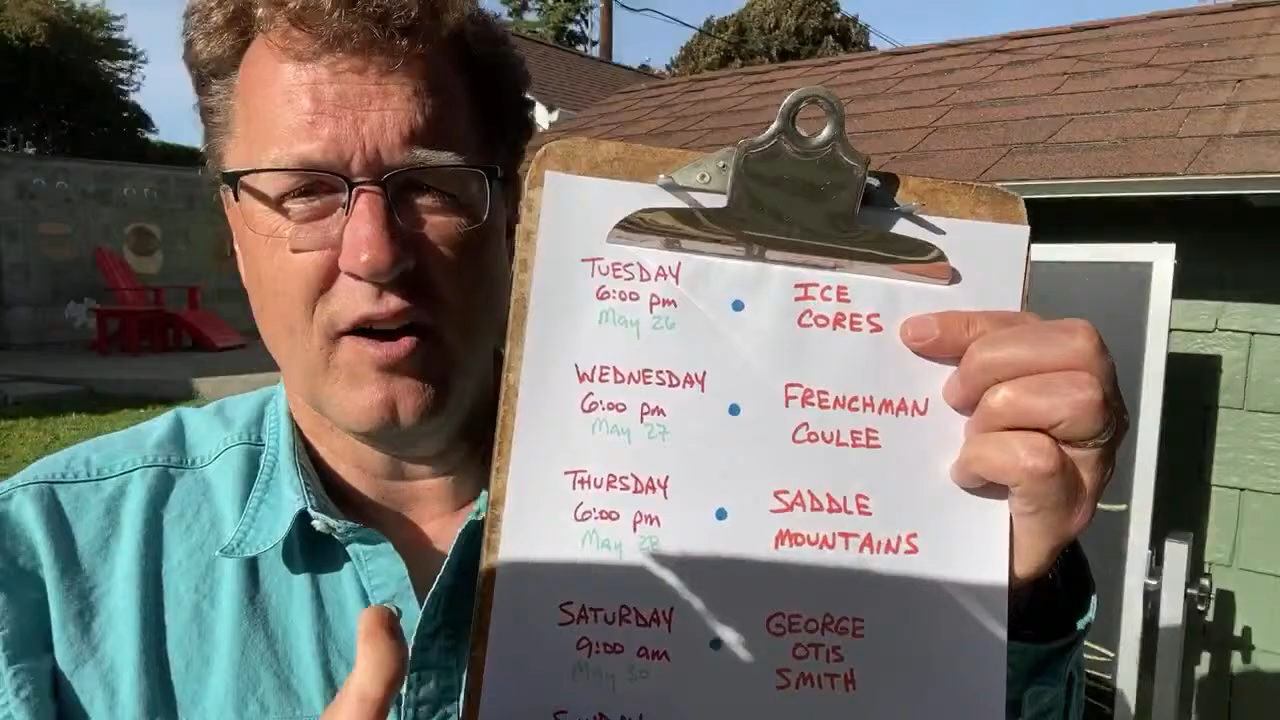 TUESDAY
6:00 pm
May 26
ICE
CORES
WEDNESDAY
6:00 pm
May 27
FRENCHMAN
COULEE
THURSDAY
6:00 pm
May 28
SADDLE
MOUNTAINS
SATURDAY
9:00 am
May 30
GEORGE
OTIS
SMITH
SUNDAY